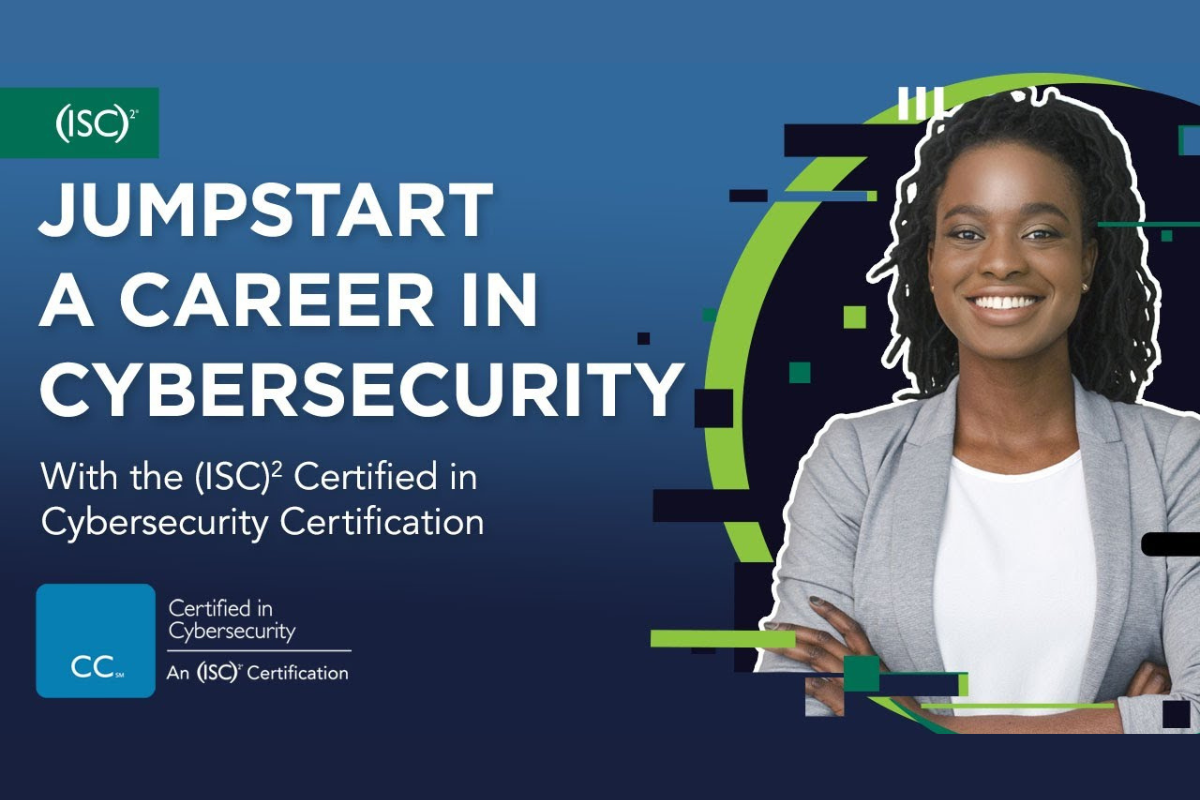 (ISC)²®
JUMPSTART
A CAREER IN
CYBERSECURITY
With the (ISC)² Certified in
Cybersecurity Certification
CC℠
Certified in
Cybersecurity
An (ISC)²® Certification